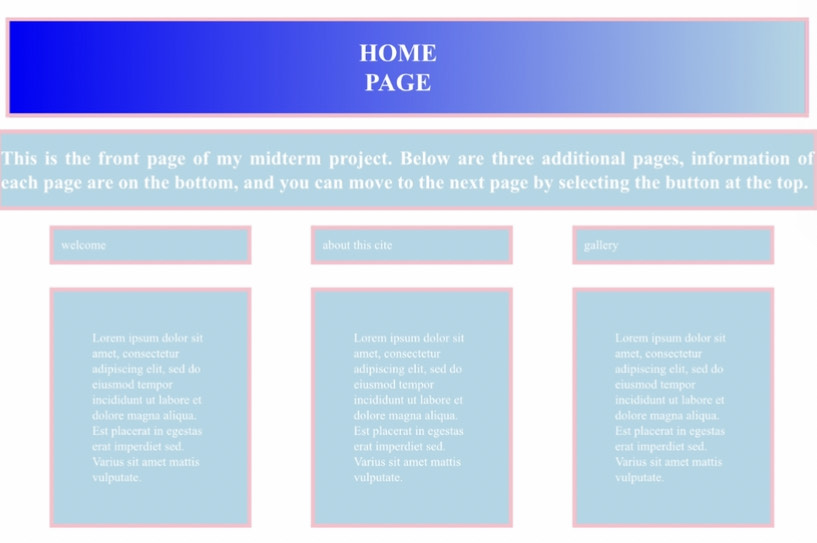 HOME
PAGE
This is the front page of my midterm project. Below are three additional pages, information of
each page are on the bottom, and you can move to the next page by selecting the button at the top.
welcome
about this cite
gallery
Lorem ipsum dolor sit
amet, consectetur
adipiscing elit, sed do
eiusmod tempor
incididunt ut labore et
dolore magna aliqua.
Est placerat in egestas
erat imperdiet sed.
Varius sit amet mattis
vulputate.
Lorem ipsum dolor sit
amet, consectetur
adipiscing elit, sed do
eiusmod tempor
incididunt ut labore et
dolore magna aliqua.
Est placerat in egestas
erat imperdiet sed.
Varius sit amet mattis
vulputate.
Lorem ipsum dolor sit
amet, consectetur
adipiscing elit, sed do
eiusmod tempor
incididunt ut labore et
dolore magna aliqua.
Est placerat in egestas
erat imperdiet sed.
Varius sit amet mattis
vulputate.